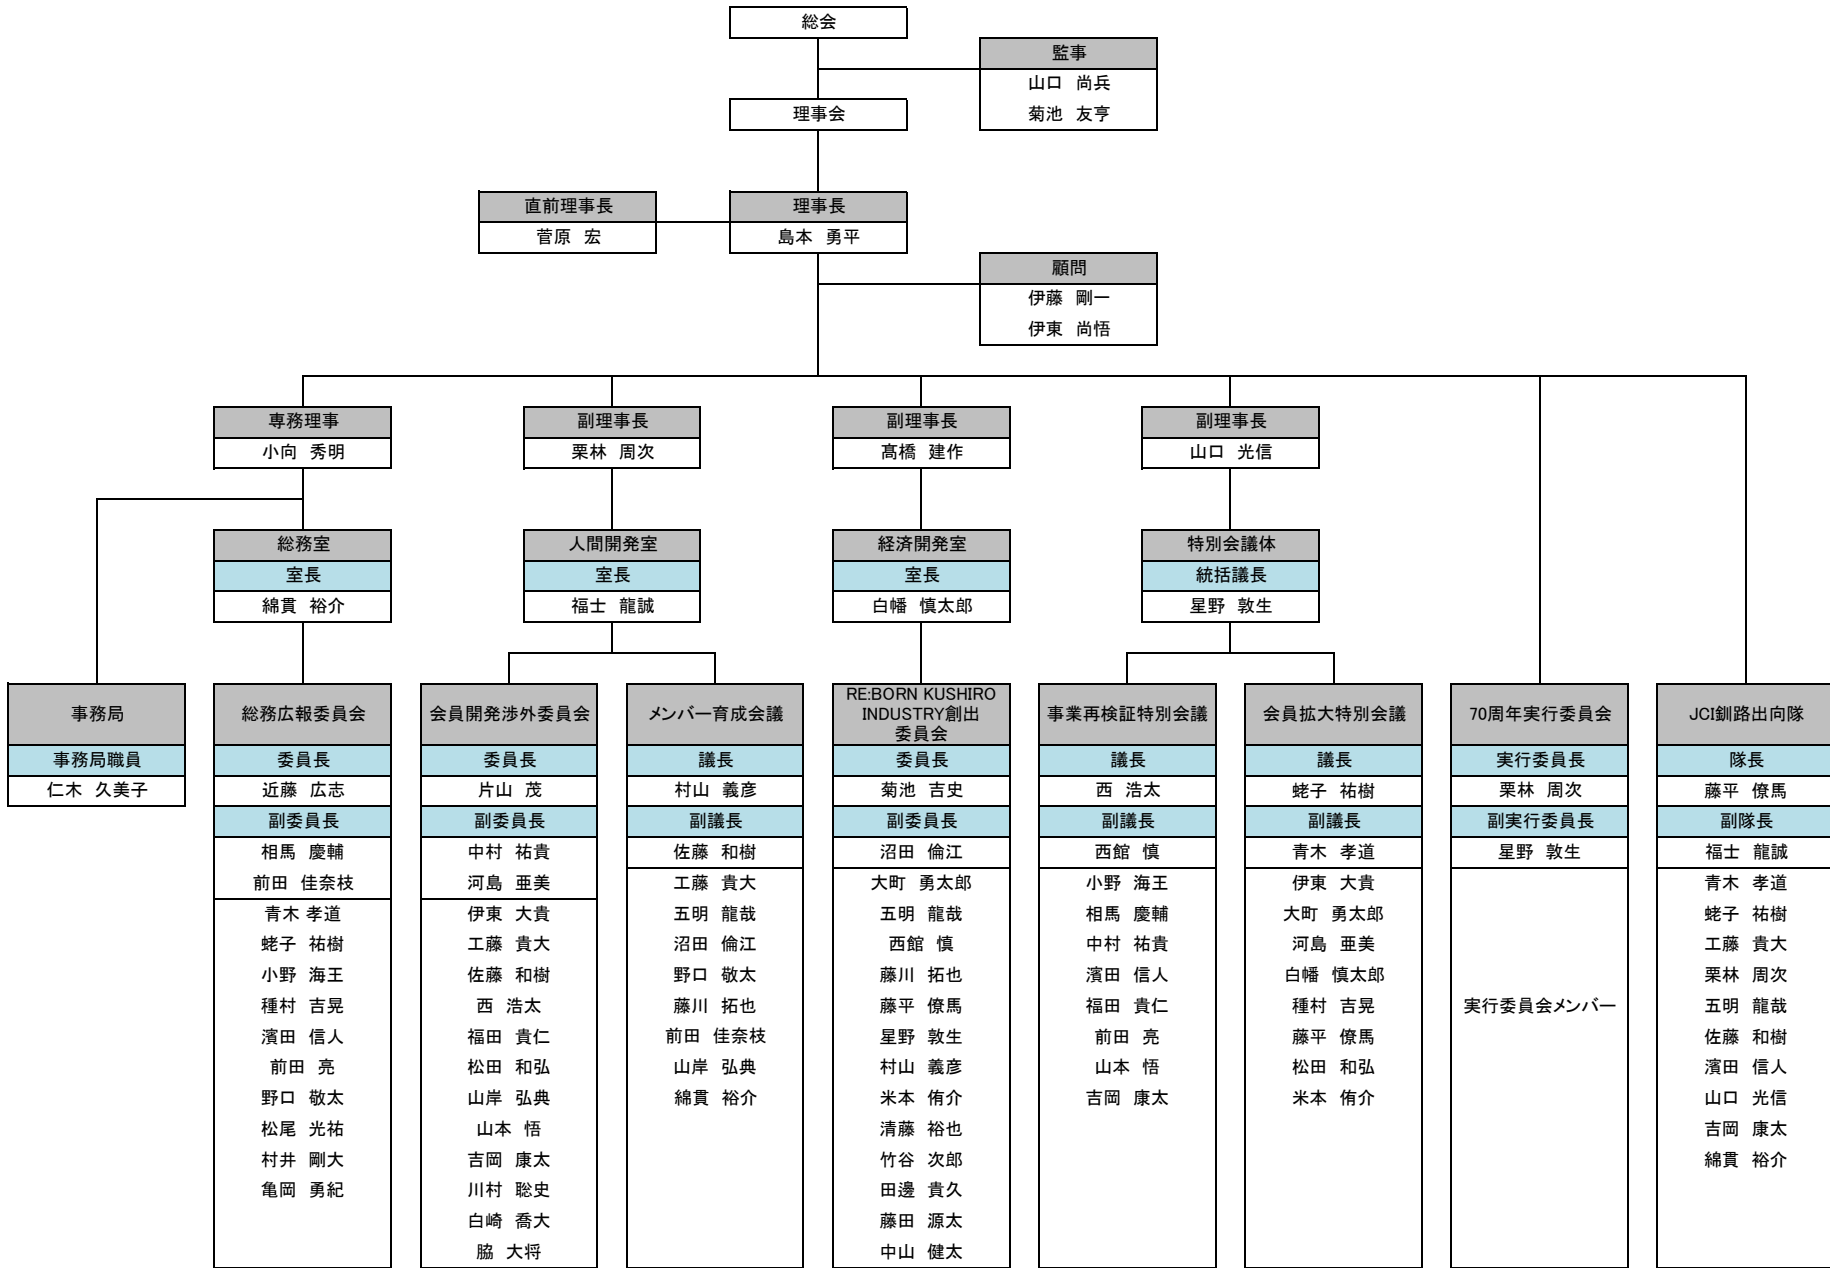 総会
監事
山口 尚兵
菊池 友亨
理事会
直前理事長
菅原 宏
理事長
島本 勇平
顧問
伊藤 剛一
伊東 尚悟
専務理事
小向 秀明
副理事長
栗林 周次
副理事長
髙橋 建作
副理事長
山口 光信
総務室
室長
綿貫 裕介
人間開発室
室長
福士 龍誠
経済開発室
室長
白幡 慎太郎
特別会議体
統括議長
星野 敦生
事務局
事務局職員
仁木 久美子
総務広報委員会
委員長
近藤 広志
副委員長
相馬 慶輔
前田 佳奈枝
青木 孝道
蛯子 祐樹
小野 海王
種村 吉晃
濱田 信人
前田 亮
野口 敬太
松尾 光祐
村井 剛大
亀岡 勇紀
会員開発渉外委員会
委員長
片山 茂
副委員長
中村 祐貴
河島 亜美
伊東 大貴
工藤 貴大
佐藤 和樹
西 浩太
福田 貴仁
松田 和弘
山岸 弘典
山本 悟
吉岡 康太
川村 聡史
白崎 喬大
脇 大将
メンバー育成会議
議長
村山 義彦
副議長
佐藤 和樹
工藤 貴大
五明 龍哉
沼田 倫江
野口 敬太
藤川 拓也
前田 佳奈枝
山岸 弘典
綿貫 裕介
RE:BORN KUSHIRO
INDUSTRY創出
委員会
委員長
菊池 吉史
副委員長
沼田 倫江
大町 勇太郎
五明 龍哉
西館 慎
藤川 拓也
藤平 僚馬
星野 敦生
村山 義彦
米本 侑介
清藤 裕也
竹谷 次郎
田邊 貴久
藤田 源太
中山 健太
事業再検証特別会議
議長
西 浩太
副議長
西館 慎
小野 海王
相馬 慶輔
中村 祐貴
濱田 信人
福田 貴仁
前田 亮
山本 悟
吉岡 康太
会員拡大特別会議
議長
蛯子 祐樹
副議長
青木 孝道
伊東 大貴
大町 勇太郎
河島 亜美
白幡 慎太郎
種村 吉晃
藤平 僚馬
松田 和弘
米本 侑介
70周年実行委員会
実行委員長
栗林 周次
副実行委員長
星野 敦生
実行委員会メンバー
JCI釧路出向隊
隊長
藤平 僚馬
副隊長
福士 龍誠
青木 孝道
蛯子 祐樹
工藤 貴大
栗林 周次
五明 龍哉
佐藤 和樹
濱田 信人
山口 光信
吉岡 康太
綿貫 裕介